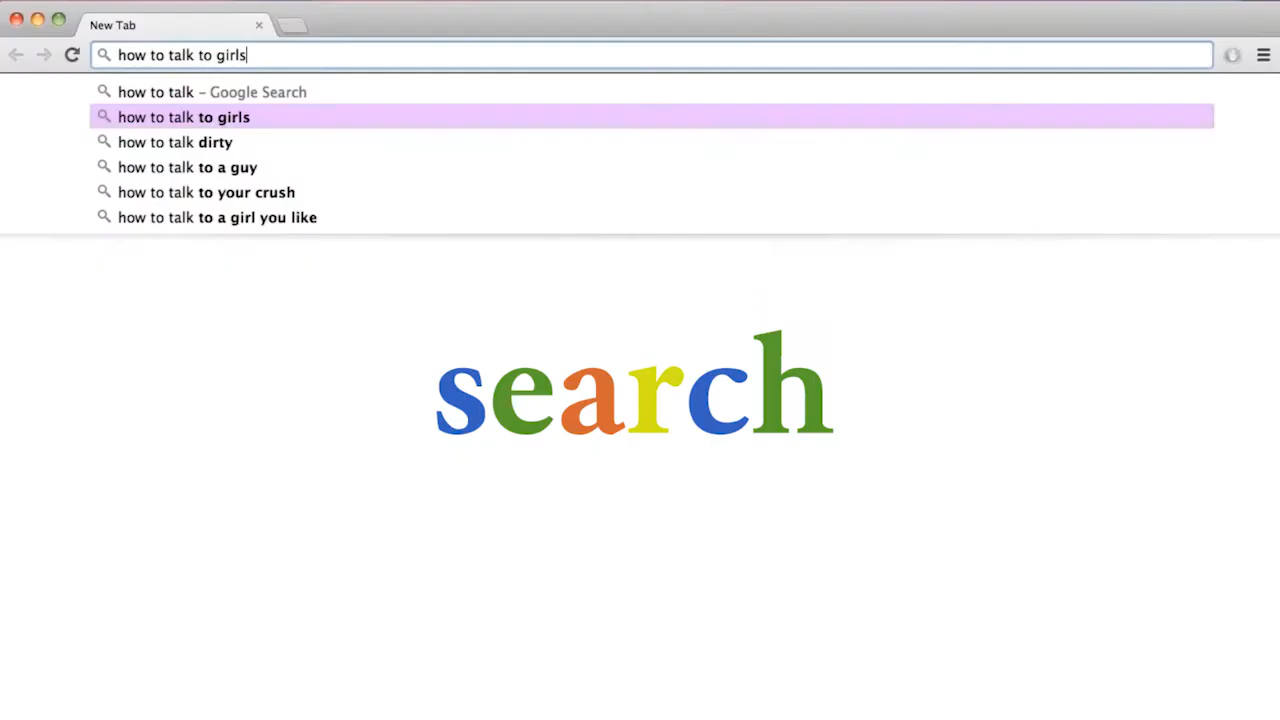 New Tab
how to talk to girls
how to talk – Google Search
how to talk to girls
how to talk dirty
how to talk to a guy
how to talk to your crush
how to talk to a girl you like
search